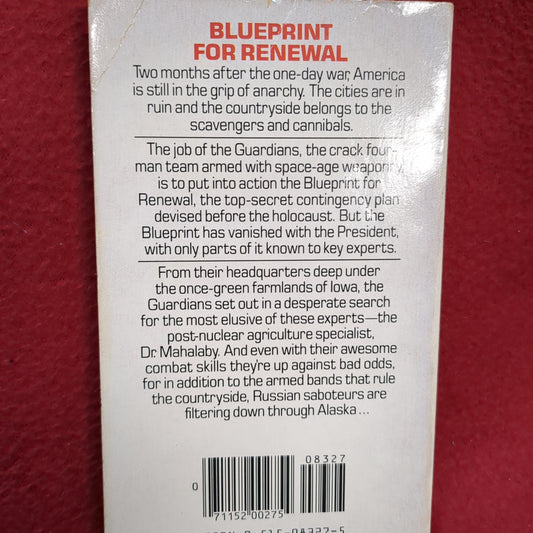 BLUEPRINT
FOR RENEWAL
Two months after the one-day war, America
is still in the grip of anarchy. The cities are in
ruin and the countryside belongs to the
scavengers and cannibals.
The job of the Guardians, the crack four-
man team armed with space-age weaponry,
is to put into action the Blueprint for
Renewal, the top-secret contingency plan
devised before the holocaust. But the
Blueprint has vanished with the President,
with only parts of it known to key experts.
From their headquarters deep under
the once-green farmlands of Iowa, the
Guardians set out in a desperate search
for the most elusive of these experts—the
post-nuclear agriculture specialist,
Dr. Mahalaby. And even with their awesome
combat skills they're up against bad odds,
for in addition to the armed bands that rule
the countryside, Russian saboteurs are
filtering down through Alaska...
08327
0
71152 00275
5